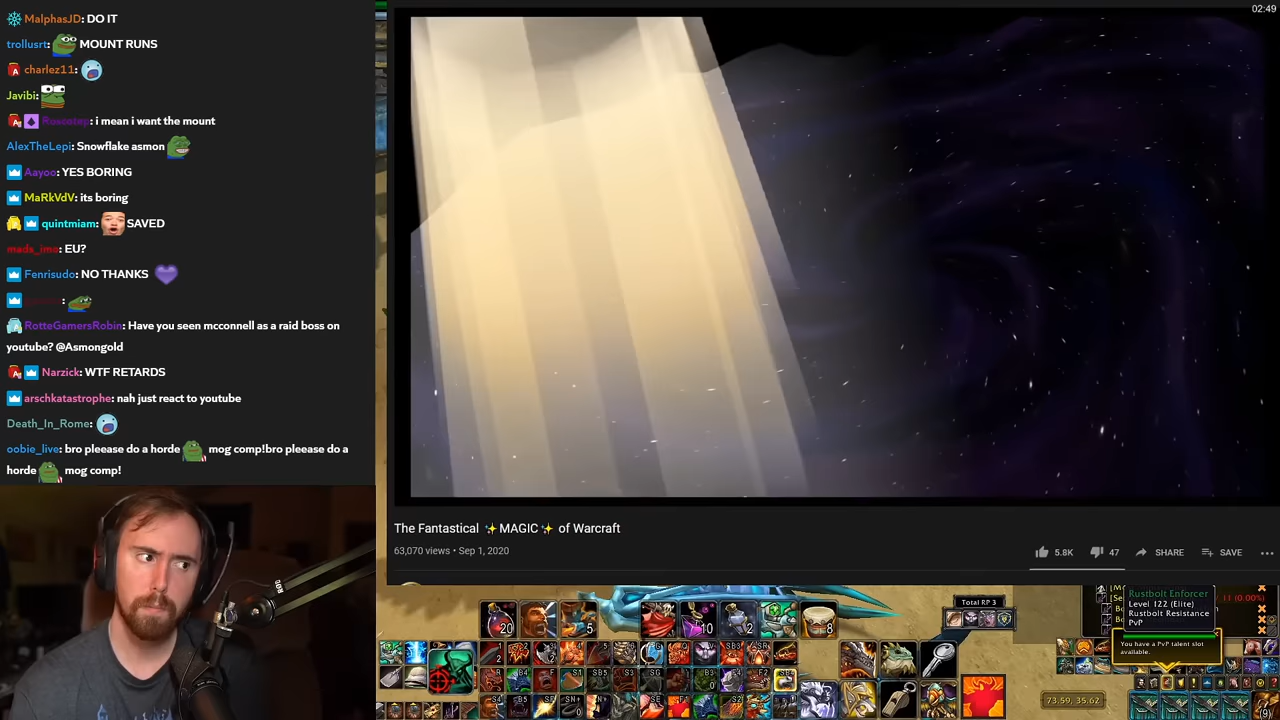 MalphasJD: DO IT
trollusrt: MOUNT RUNS
charlez11:
Javibi:
Roscotep: i mean i want the mount
AlexTheLepi: Snowflake asmon
Aayoo: YES BORING
MaRkVdV: its boring
quintmiam: SAVED
EU?
Fenrisudo: NO THANKS
RotteGamersRobin: Have you seen mcconnell as a raid boss on
youtube? @Asmongold
Narzick: WTF RETARDS
arschkatastrophe: nah just react to youtube
Death_In_Rome:
oobie_live: bro pleease do a horde mog comp!bro pleease do a
horde mog comp!
02:49
The Fantastical ✨MAGIC✨ of Warcraft
63,070 views • Sep 1, 2020
5.8K
47
SHARE
SAVE
Total RP 3
Rustbolt Enforcer
Level 122 (Elite)
Rustbolt Resistance
PvP
You have a PvP talent slot
available.
73.59, 35.62